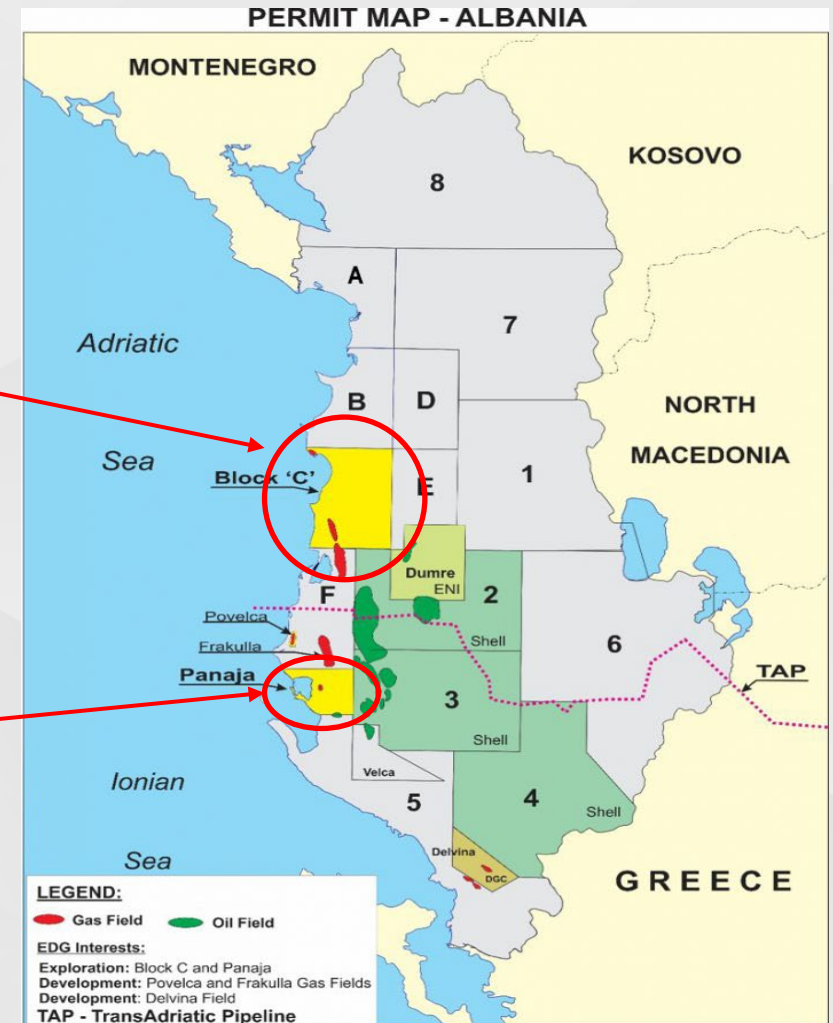 PERMIT MAP - ALBANIA
MONTENEGRO
KOSOVO
8
A
7
Adriatic
B
D
NORTH
MACEDONIA
Sea
1
Block 'C'
E
Dumre
ENI
F
2
Povelca
Shell
Frakulla
6
Panaja
TAP
3
Shell
Velca
Ionian
5
4
Shell
Sea
Delvina
DGC
GREECE
LEGEND:
Gas Field
Oil Field
EDG Interests:
Exploration: Block C and Panaja
Development: Povelca and Frakulla Gas Fields
Development: Delvina Field
TAP - TransAdriatic Pipeline